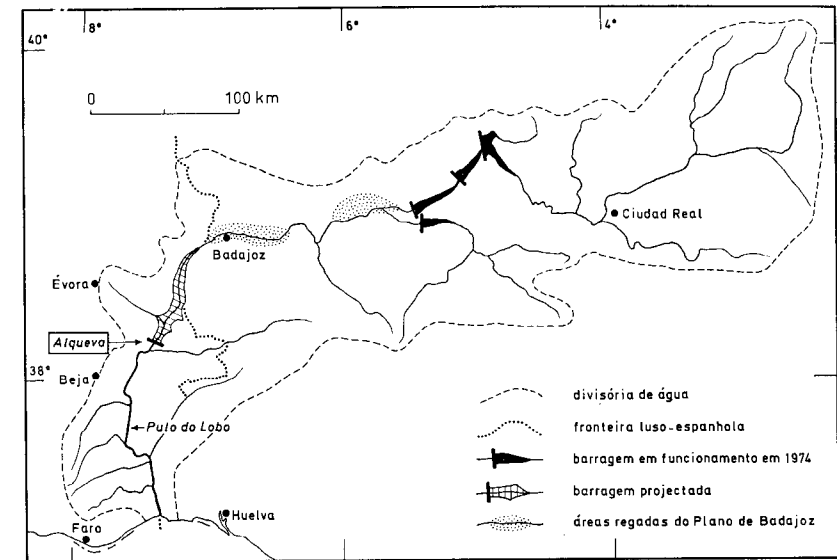 8°
6°
4°
40°
0 100 km
Ciudad Real
Badajoz
Évora
Alqueva
38°
Beja
Pulo do Lobo
Huelva
Faro
divisória de água
fronteira luso-espanhola
barragem em funcionamento em 1974
barragem projectada
áreas regadas do Plano de Badajoz